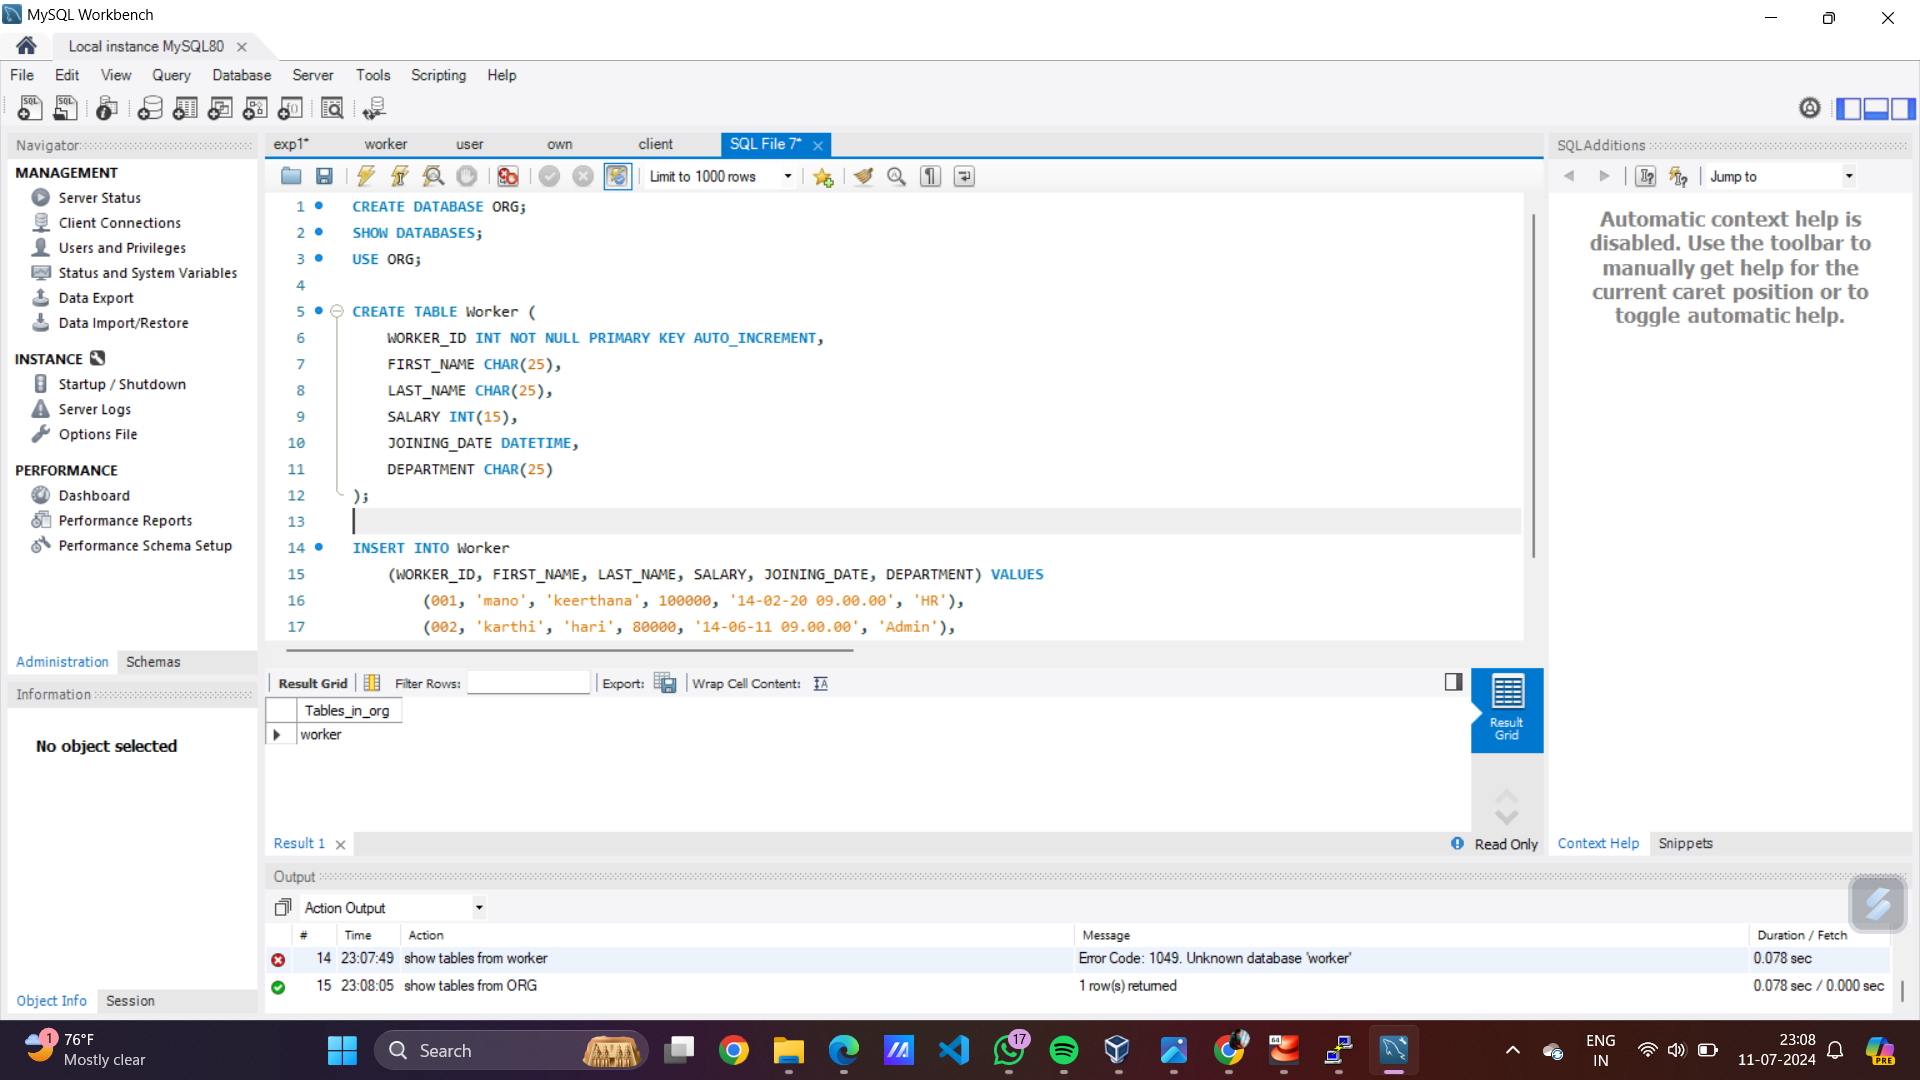 MySQL Workbench
Local instance MySQL80
File Edit View Query Database Server Tools Scripting Help
Navigator
MANAGEMENT
Server Status
Client Connections
Users and Privileges
Status and System Variables
Data Export
Data Import/Restore
INSTANCE
Startup / Shutdown
Server Logs
Options File
PERFORMANCE
Dashboard
Performance Reports
Performance Schema Setup
Administration Schemas
Information
No object selected
Object Info Session
exp1* worker user own client SQL File 7*
Limit to 1000 rows
1 CREATE DATABASE ORG;
2 SHOW DATABASES;
3 USE ORG;
4
5 CREATE TABLE Worker (
6 WORKER_ID INT NOT NULL PRIMARY KEY AUTO_INCREMENT,
7 FIRST_NAME CHAR(25),
8 LAST_NAME CHAR(25),
9 SALARY INT(15),
10 JOINING_DATE DATETIME,
11 DEPARTMENT CHAR(25)
12 );
13
14 INSERT INTO Worker
15 (WORKER_ID, FIRST_NAME, LAST_NAME, SALARY, JOINING_DATE, DEPARTMENT) VALUES
16 (001, 'mano', 'keerthana', 100000, '14-02-20 09.00.00', 'HR'),
17 (002, 'karthi', 'hari', 80000, '14-06-11 09.00.00', 'Admin'),
Result Grid Filter Rows: Export: Wrap Cell Content:
Tables_in_org
worker
Result
Grid
Result 1
Read Only
SQLAdditions
Jump to
Automatic context help is
disabled. Use the toolbar to
manually get help for the
current caret position or to
toggle automatic help.
Context Help Snippets
Output
Action Output
# Time Action Message Duration / Fetch
14 23:07:49 show tables from worker Error Code: 1049. Unknown database 'worker' 0.078 sec
15 23:08:05 show tables from ORG 1 row(s) returned 0.078 sec / 0.000 sec
1
76°F
Mostly clear
Search
17
64
ENG
IN
23:08
11-07-2024
PRE